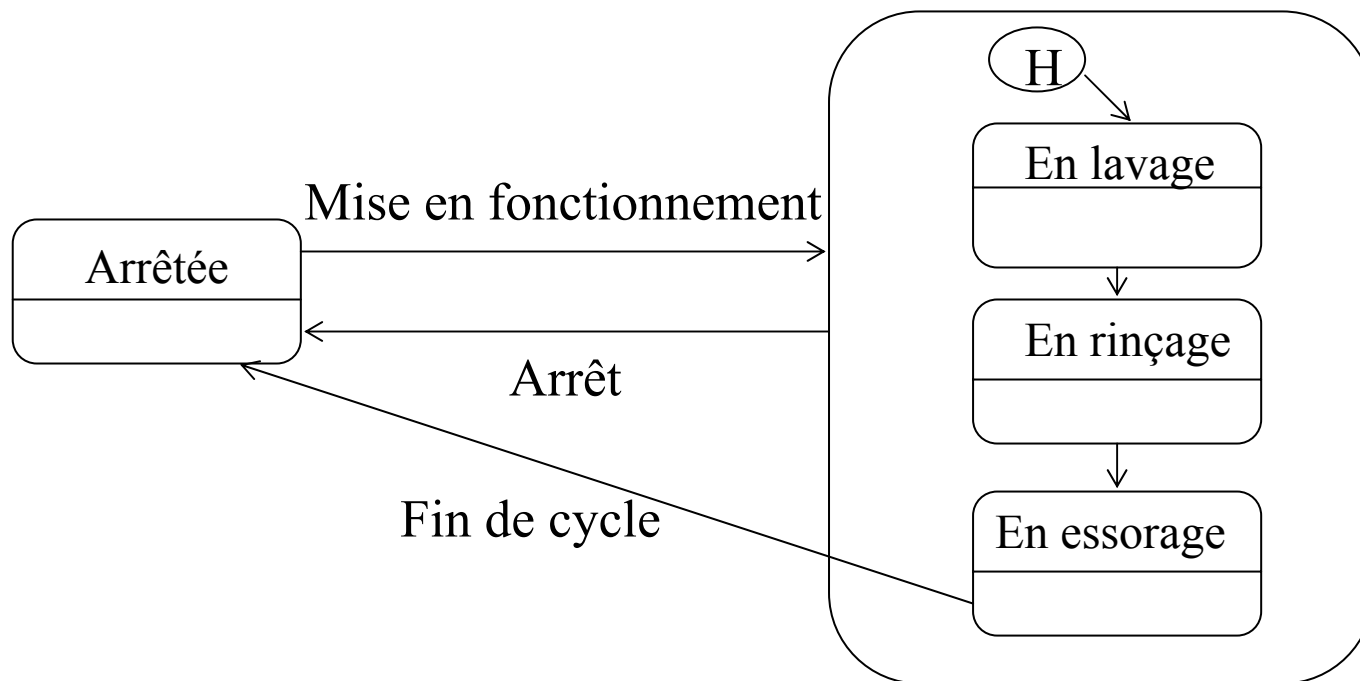 H
En lavage
Mise en fonctionnement
Arrêtée
En rinçage
Arrêt
Fin de cycle
En essorage